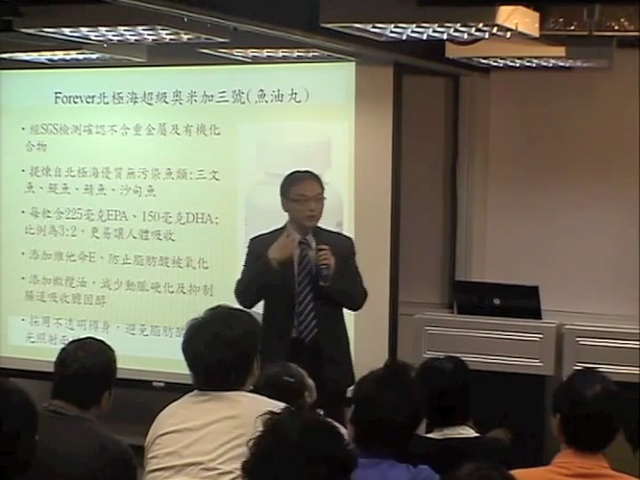 Forever北極海超級奧米加三號(魚油丸)
• 經SGS檢測確認不含重金屬及有機化
合物
• 提煉自北極海優質無污染魚類:三文
魚、鯷魚、鯖魚、沙甸魚
• 每粒含225毫克EPA、150毫克DHA;
比例為3:2,更易讓人體吸收
• 添加維他命E,防止脂肪酸被氧化
• 添加橄欖油,減少動脈硬化及抑制
腸道吸收膽固醇
• 採用不透明樽身,避免脂肪酸
光照射